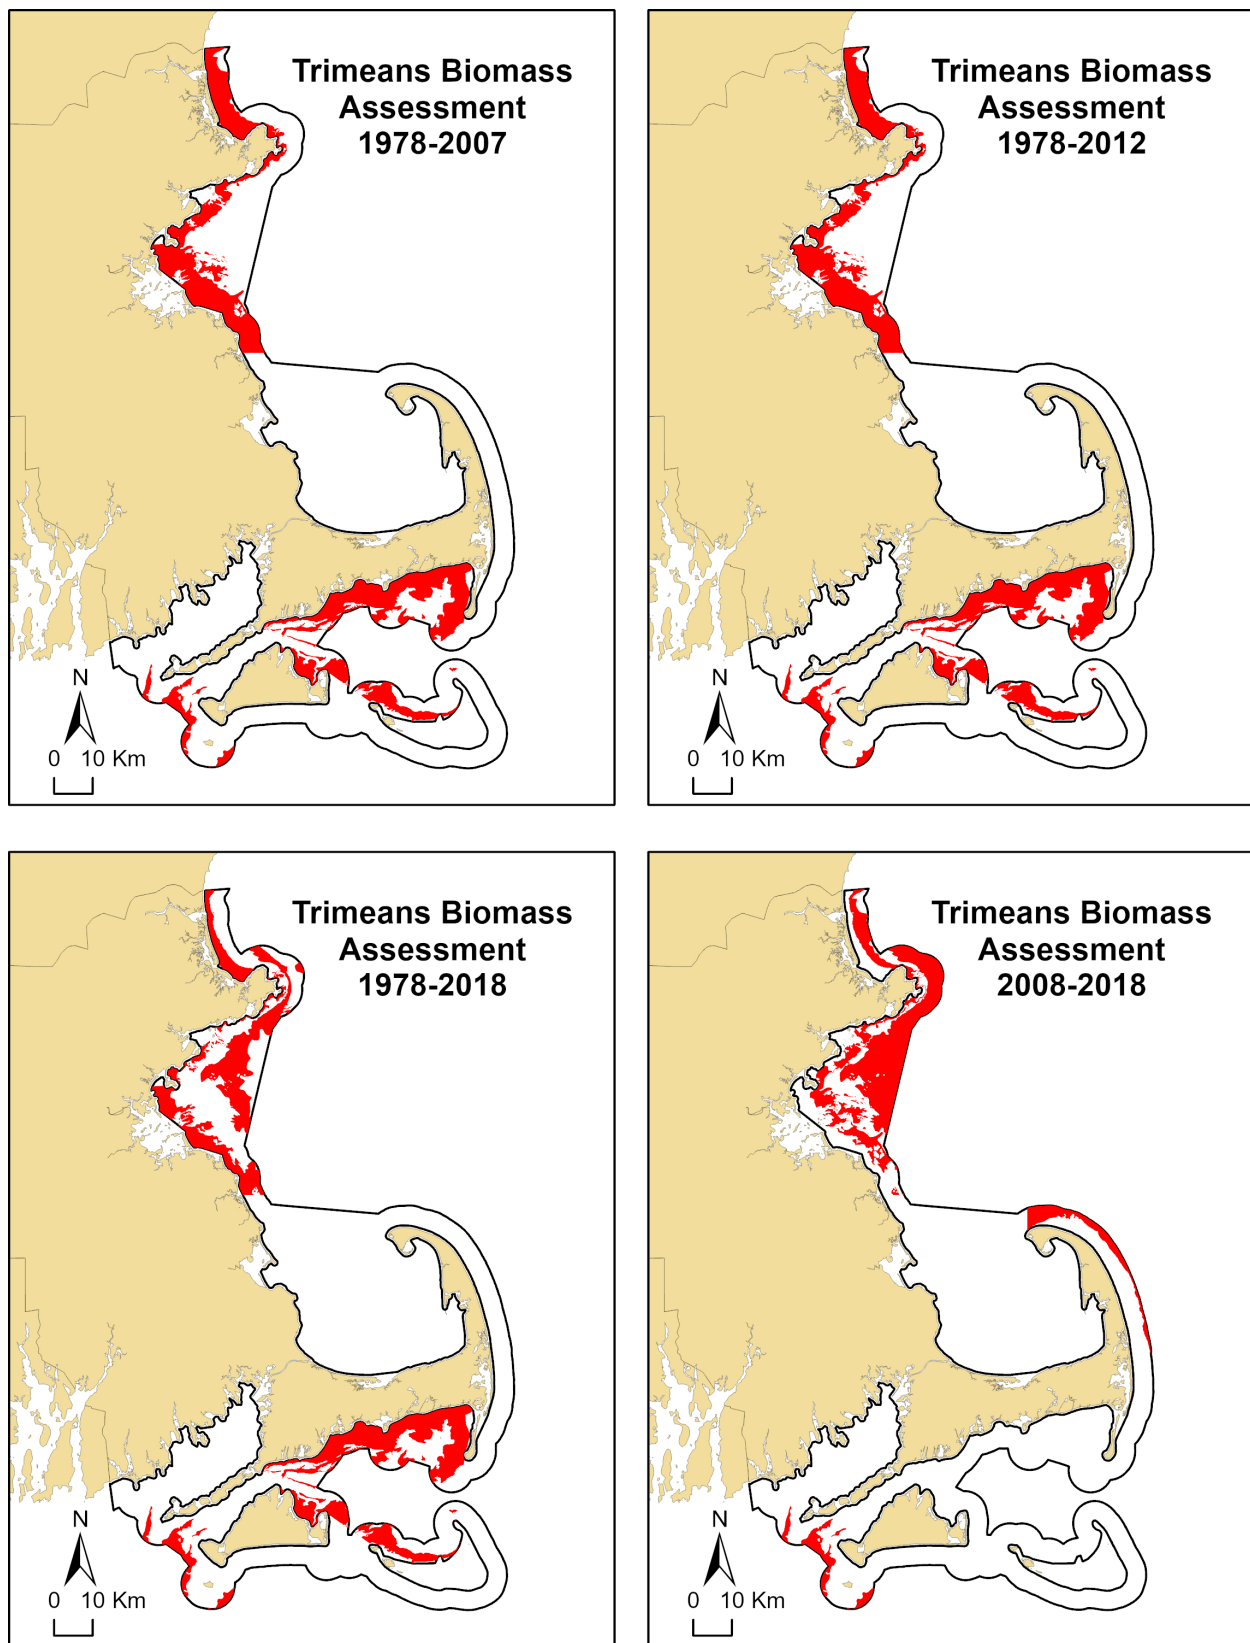 Trimeans Biomass
Assessment
1978-2007
N
0 10 Km
Trimeans Biomass
Assessment
1978-2012
N
0 10 Km
Trimeans Biomass
Assessment
1978-2018
N
0 10 Km
Trimeans Biomass
Assessment
2008-2018
N
0 10 Km